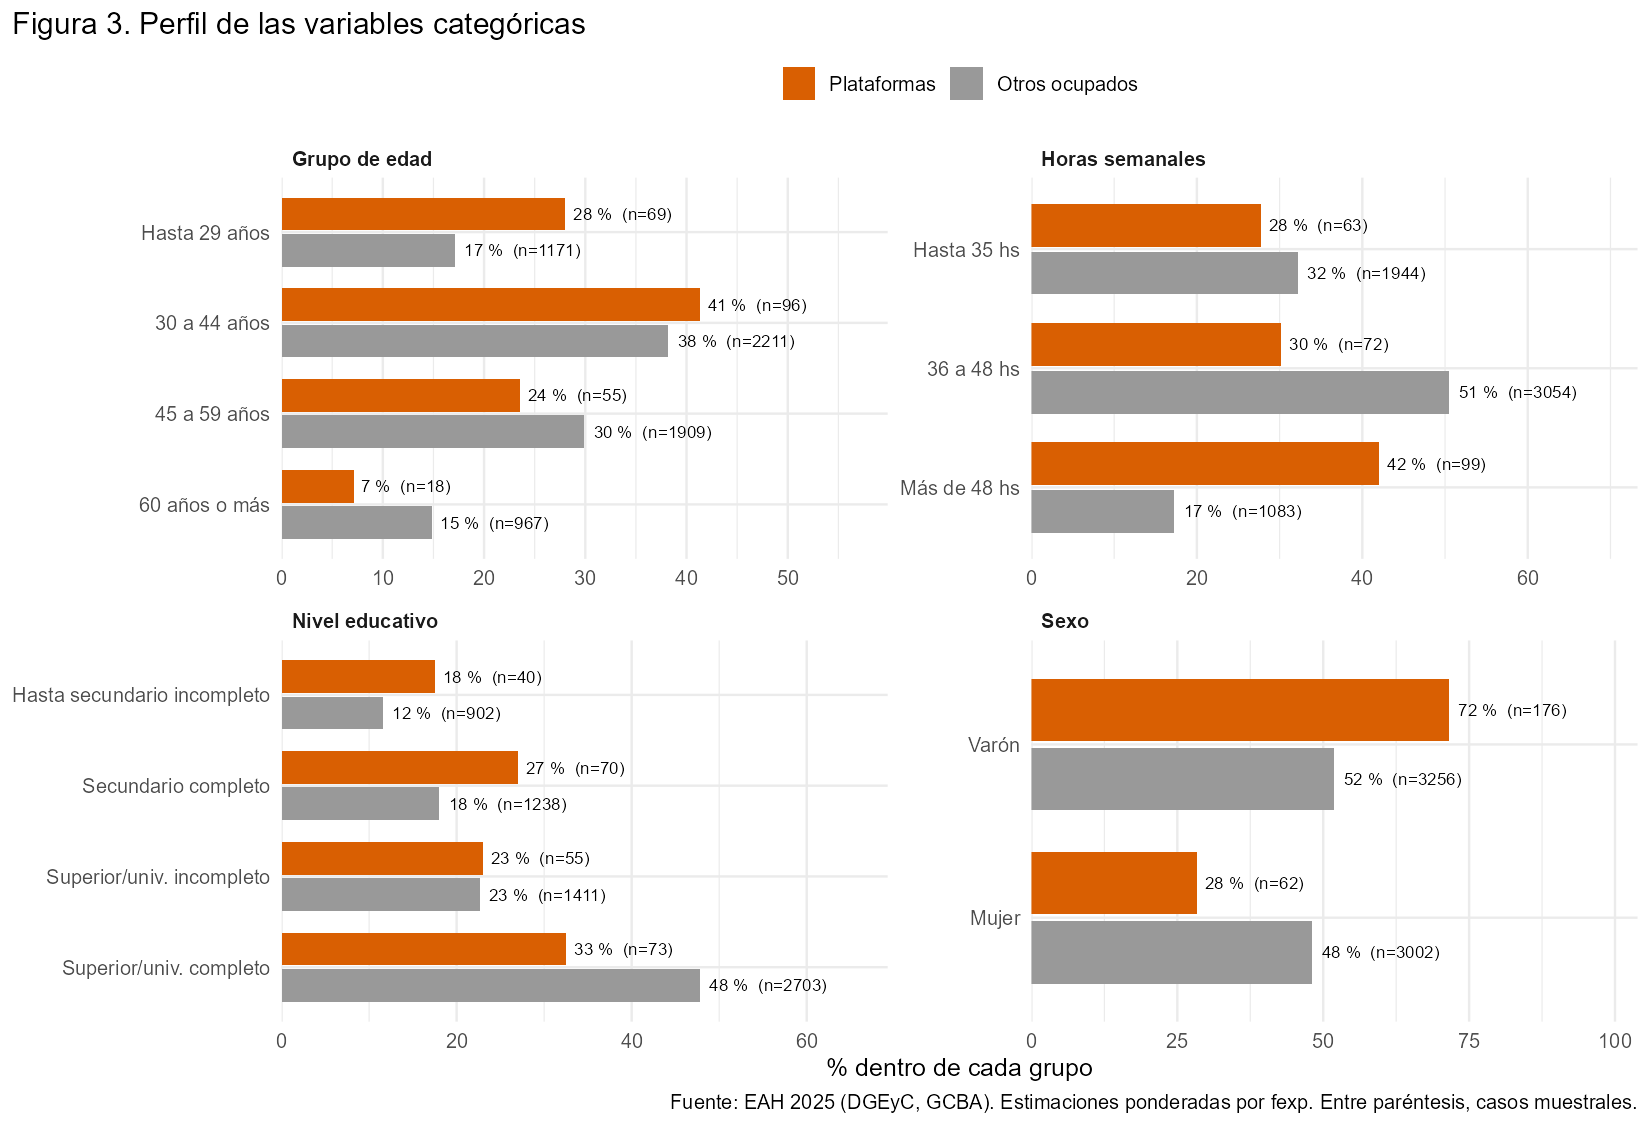 Figura 3. Perfil de las variables categóricas
Plataformas
Otros ocupados
Grupo de edad
Hasta 29 años
28 % (n=69)
17 % (n=1171)
30 a 44 años
41 % (n=96)
38 % (n=2211)
45 a 59 años
24 % (n=55)
30 % (n=1909)
60 años o más
7 % (n=18)
15 % (n=967)
0 10 20 30 40 50
Horas semanales
Hasta 35 hs
28 % (n=63)
32 % (n=1944)
36 a 48 hs
30 % (n=72)
51 % (n=3054)
Más de 48 hs
42 % (n=99)
17 % (n=1083)
0 20 40 60
Nivel educativo
Hasta secundario incompleto
18 % (n=40)
12 % (n=902)
Secundario completo
27 % (n=70)
18 % (n=1238)
Superior/univ. incompleto
23 % (n=55)
23 % (n=1411)
Superior/univ. completo
33 % (n=73)
48 % (n=2703)
0 20 40 60
Sexo
Varón
72 % (n=176)
52 % (n=3256)
Mujer
28 % (n=62)
48 % (n=3002)
0 25 50 75 100
% dentro de cada grupo
Fuente: EAH 2025 (DGEyC, GCBA). Estimaciones ponderadas por fexp. Entre paréntesis, casos muestrales.